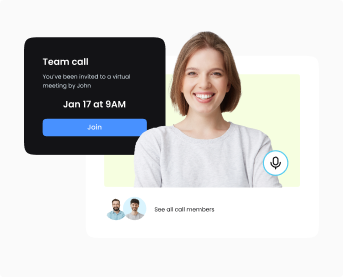 Team call
You've been invited to a virtual
meeting by John
Jan 17 at 9AM
Join
See all call members